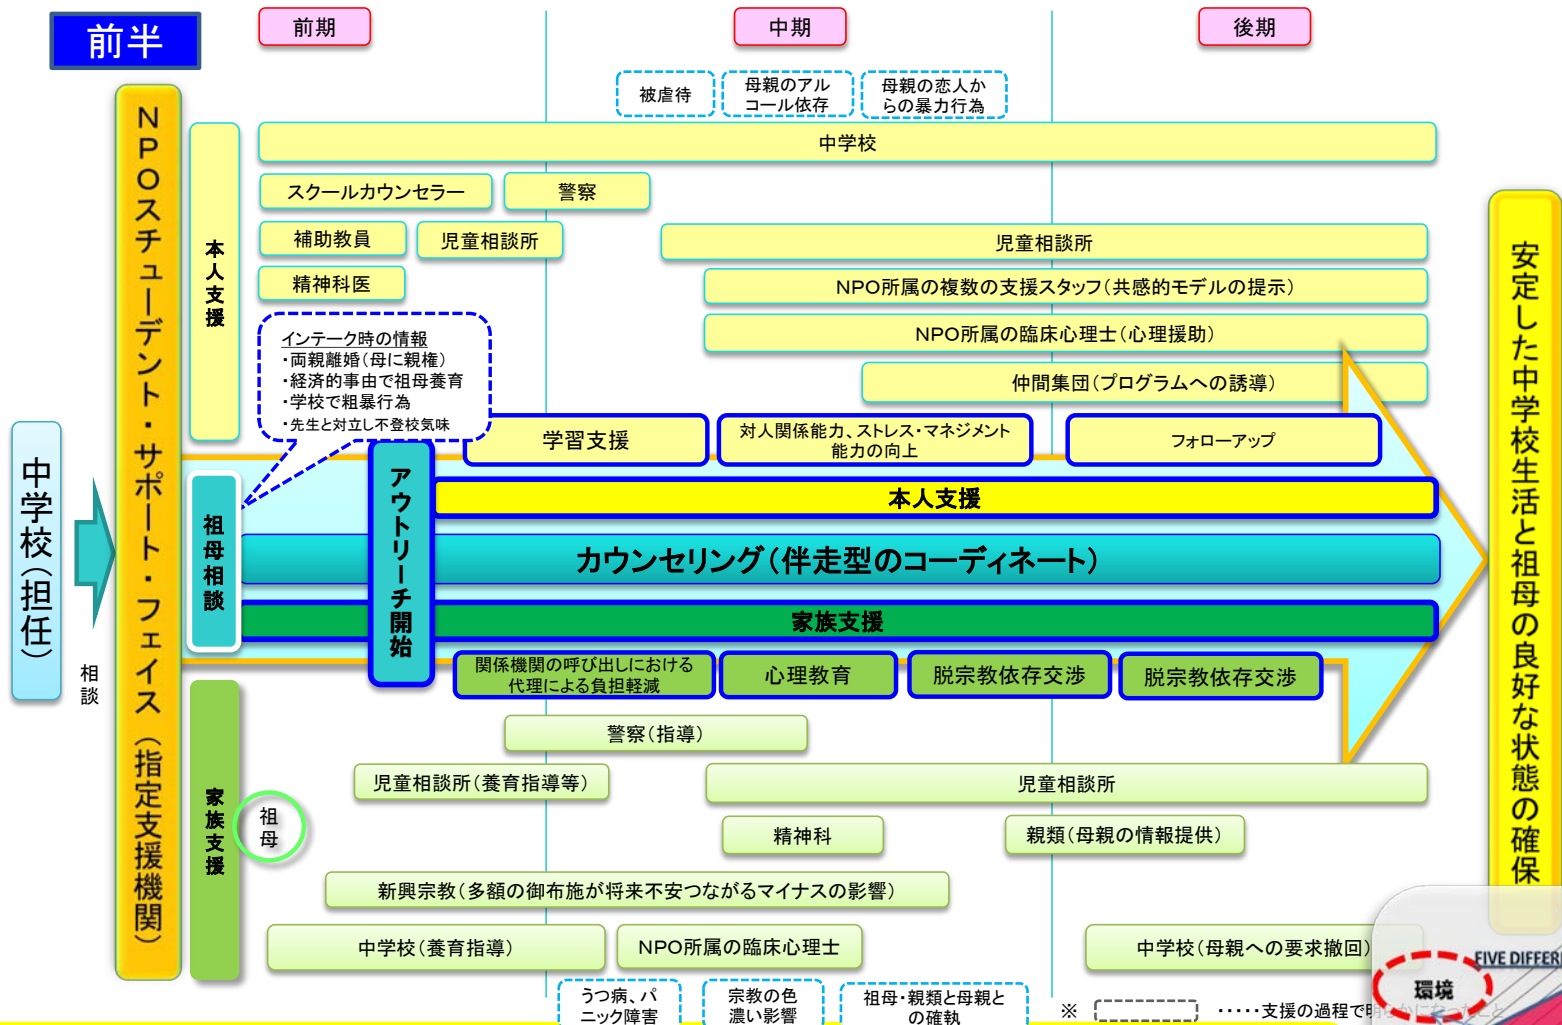 前半
前期
中期
後期
被虐待
母親のアル
コール依存
母親の恋人か
らの暴力行為
NPOスチューデント・サポート・フェイス（指定支援機関）
本人支援
中学校
スクールカウンセラー
警察
補助教員
児童相談所
児童相談所
精神科医
NPO所属の複数の支援スタッフ（共感的モデルの提示）
NPO所属の臨床心理士（心理援助）
仲間集団（プログラムへの誘導）
インテーク時の情報
・両親離婚（母に親権）
・経済的事由で祖母養育
・学校で粗暴行為
・先生と対立し不登校気味
学習支援
対人関係能力、ストレス・マネジメント
能力の向上
フォローアップ
中学校（担任）
相談
祖母相談
アウトリーチ開始
本人支援
カウンセリング（伴走型のコーディネート）
家族支援
関係機関の呼び出しにおける
代理による負担軽減
心理教育
脱宗教依存交渉
脱宗教依存交渉
警察（指導）
児童相談所（養育指導等）
児童相談所
家族支援
祖母
精神科
親類（母親の情報提供）
新興宗教（多額の御布施が将来不安つながるマイナスの影響）
中学校（養育指導）
NPO所属の臨床心理士
中学校（母親への要求撤回）
うつ病、パ
ニック障害
宗教の色
濃い影響
祖母・親類と母親と
の確執
※ ・・・・・支援の過程で明らかになったこと
安定した中学校生活と祖母の良好な状態の確保
FIVE DIFFER
環境